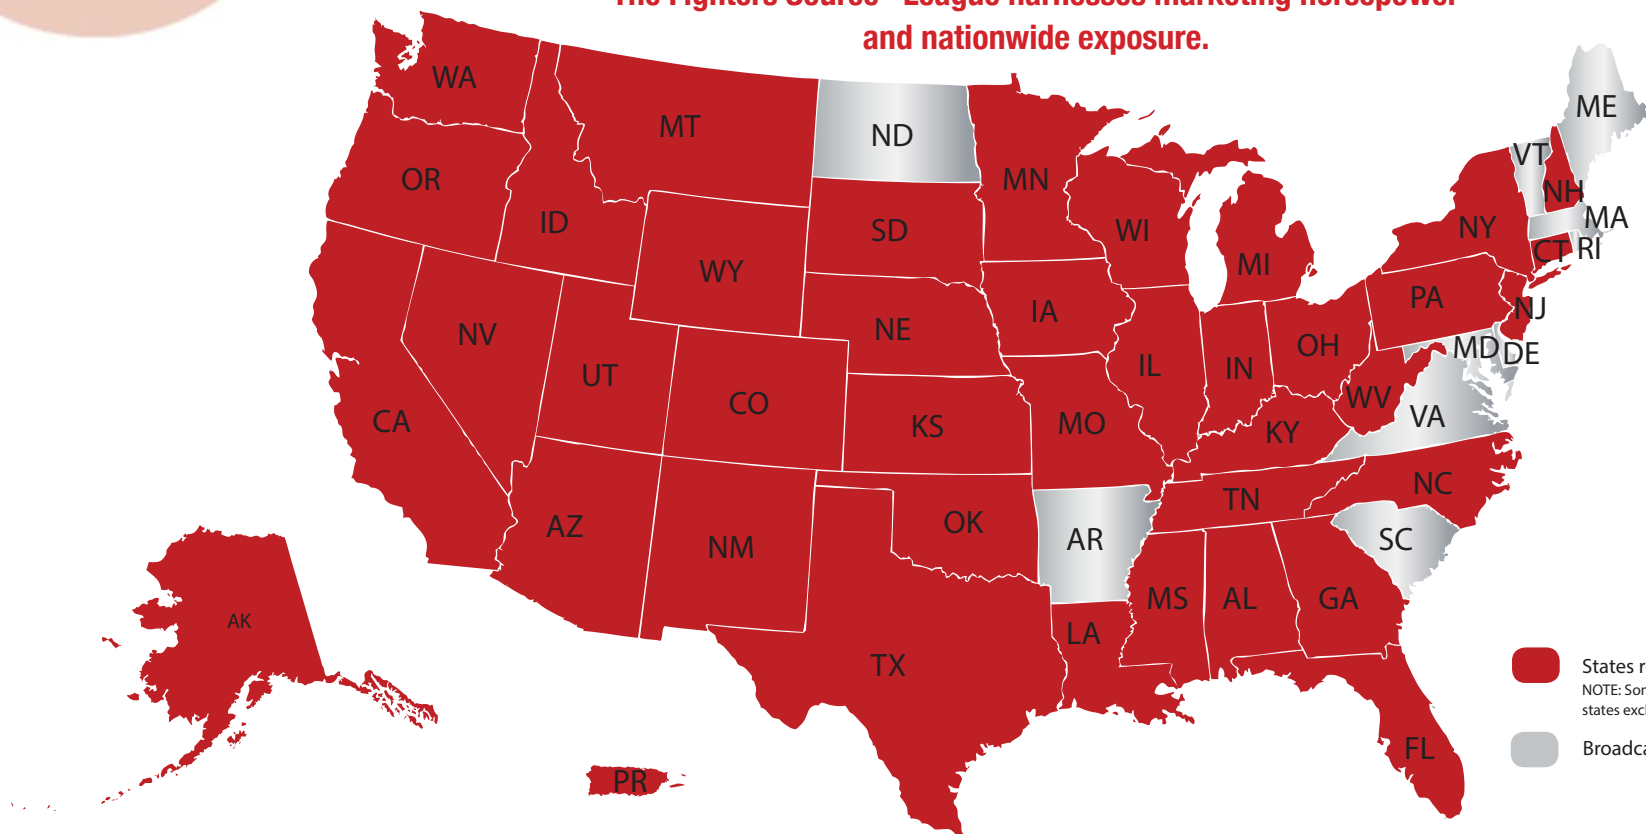 and nationwide exposure.
WA
MT
ND
ME
OR
ID
MN
VT
NH
SD
WI
NY
MA
WY
MI
CT RI
NV
NE
IA
PA
NJ
UT
IL
IN
OH
MD DE
CA
CO
KS
MO
WV
VA
KY
AZ
NM
OK
AR
TN
NC
SC
AK
MS
AL
GA
LA
TX
FL
PR
States
NOTE:
states